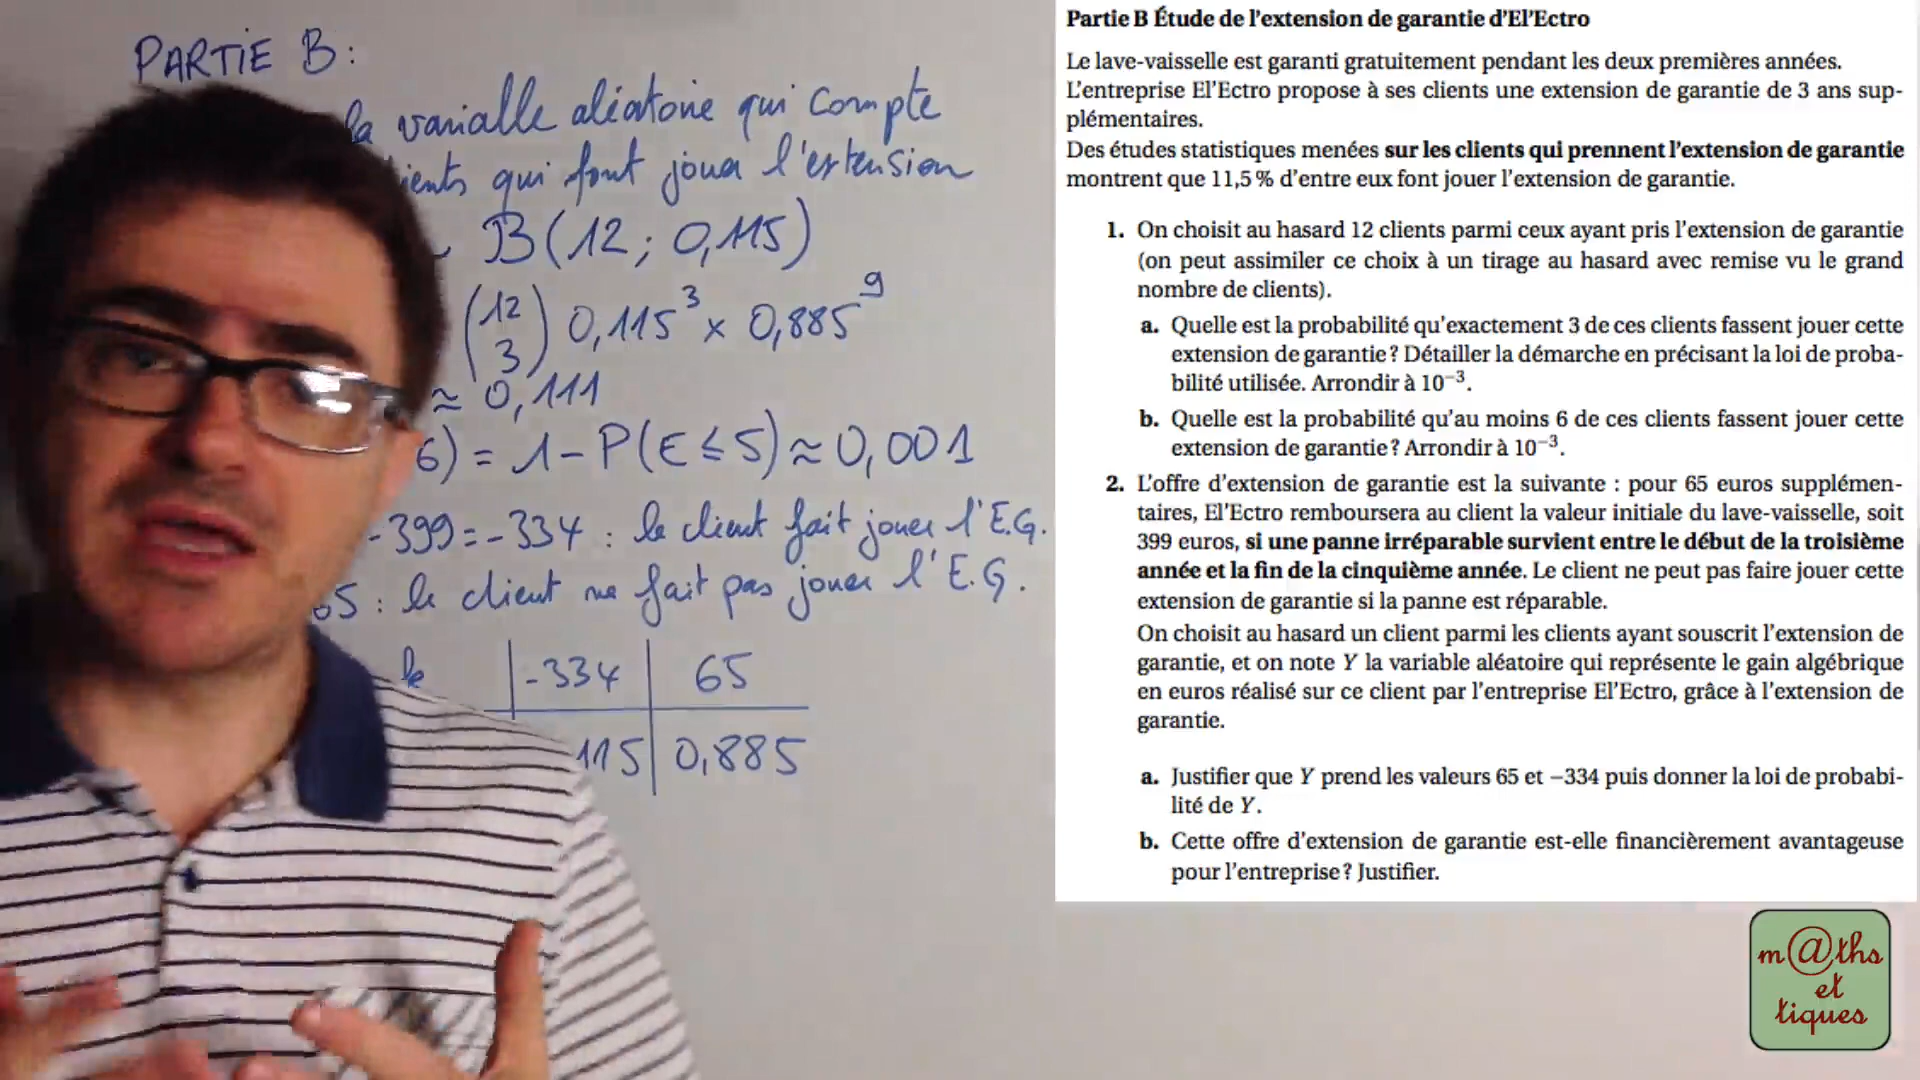 PARTIE B:
la variable aléatoire qui compte
ients qui font jouer l'extension
B(12; 0,115)
(12 3) 0,115³ × 0,885⁹
≈ 0,111
6) = 1-P(E≤5)≈0,001
-399=-334 : le client fait jouer l'E.G.
65 : le client ne fait pas jouer l'E.G.
k -334 65
115 0,885
Partie B Étude de l'extension de garantie d'El'Ectro
Le lave-vaisselle est garanti gratuitement pendant les deux premières années.
L'entreprise El'Ectro propose à ses clients une extension de garantie de 3 ans sup-
plémentaires.
Des études statistiques menées sur les clients qui prennent l'extension de garantie
montrent que 11,5 % d'entre eux font jouer l'extension de garantie.
1. On choisit au hasard 12 clients parmi ceux ayant pris l'extension de garantie
(on peut assimiler ce choix à un tirage au hasard avec remise vu le grand
nombre de clients).
a. Quelle est la probabilité qu'exactement 3 de ces clients fassent jouer cette
extension de garantie ? Détailler la démarche en précisant la loi de proba-
bilité utilisée. Arrondir à 10⁻³.
b. Quelle est la probabilité qu'au moins 6 de ces clients fassent jouer cette
extension de garantie ? Arrondir à 10⁻³.
2. L'offre d'extension de garantie est la suivante : pour 65 euros supplémen-
taires, El'Ectro remboursera au client la valeur initiale du lave-vaisselle, soit
399 euros, si une panne irréparable survient entre le début de la troisième
année et la fin de la cinquième année. Le client ne peut pas faire jouer cette
extension de garantie si la panne est réparable.
On choisit au hasard un client parmi les clients ayant souscrit l'extension de
garantie, et on note Y la variable aléatoire qui représente le gain algébrique
en euros réalisé sur ce client par l'entreprise El'Ectro, grâce à l'extension de
garantie.
a. Justifier que Y prend les valeurs 65 et −334 puis donner la loi de probabi-
lité de Y.
b. Cette offre d'extension de garantie est-elle financièrement avantageuse
pour l'entreprise ? Justifier.
m@ths
et
tiques